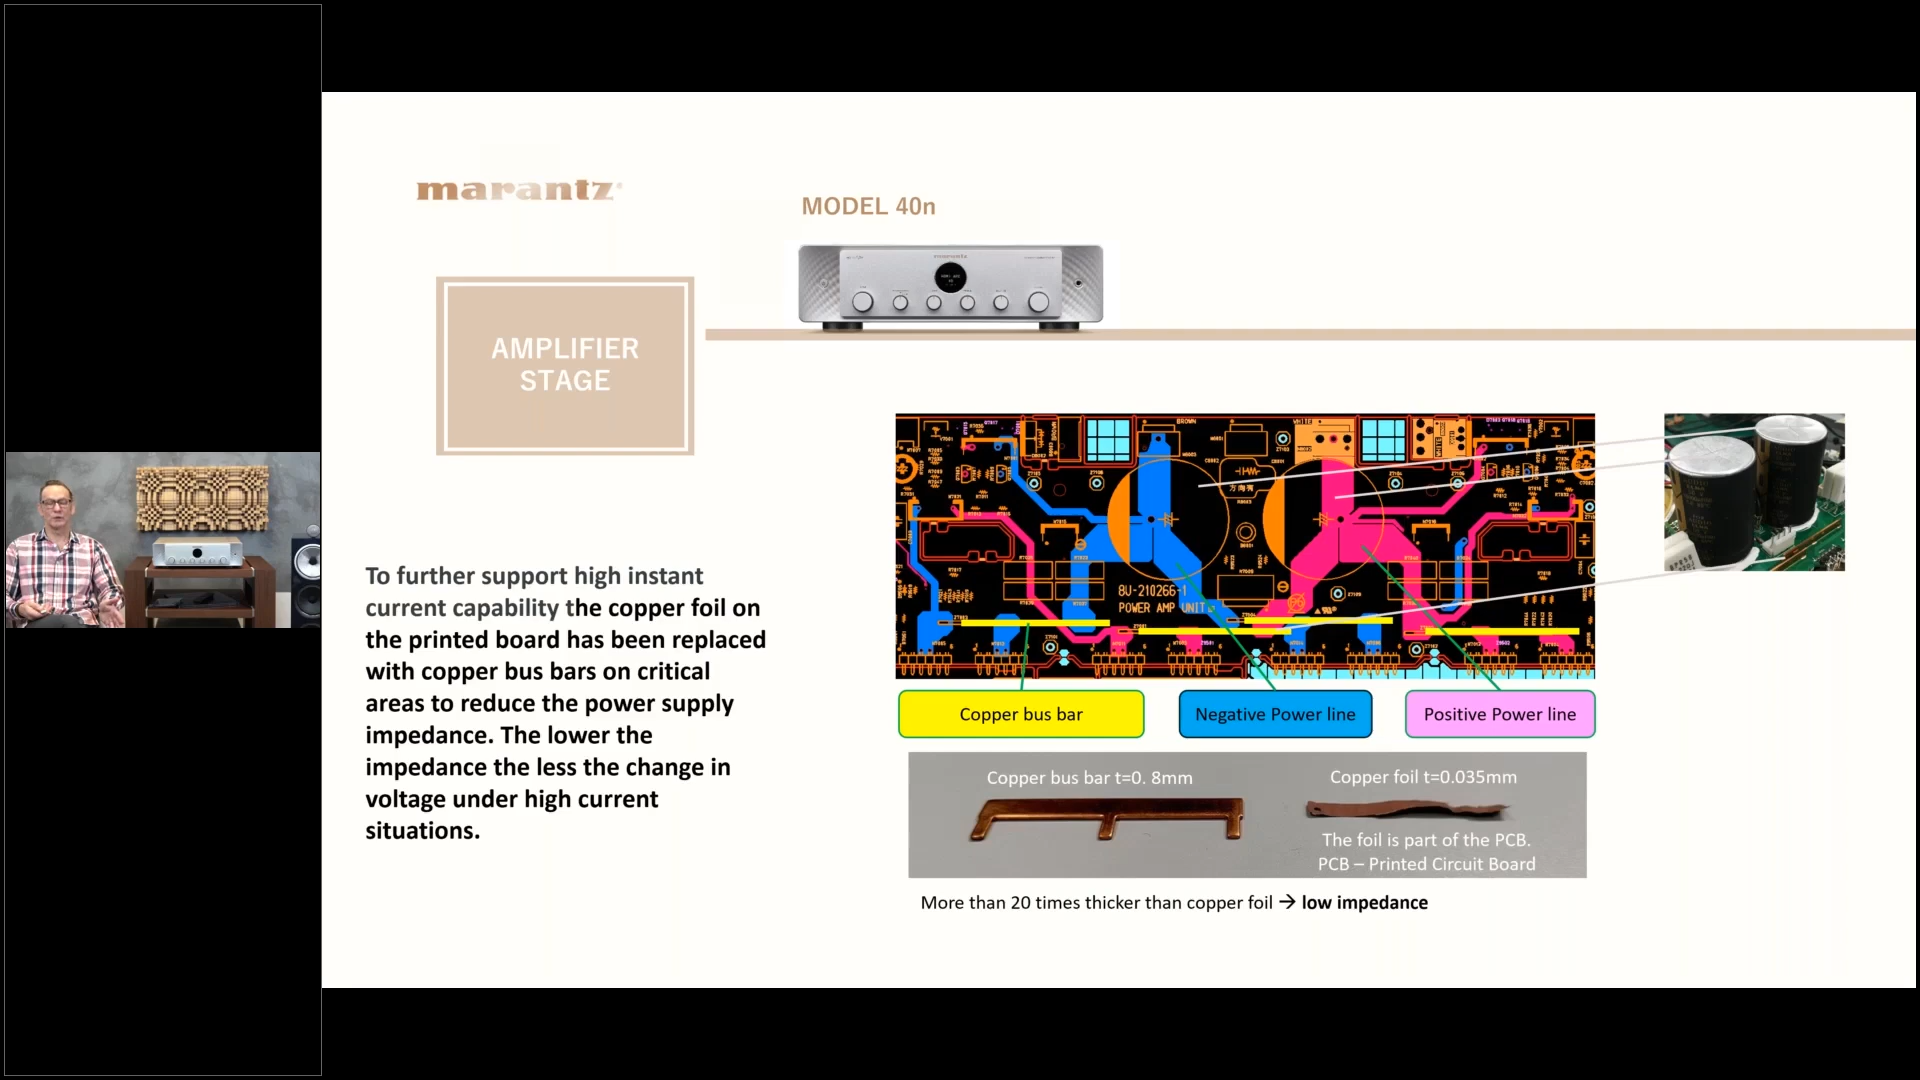 marantz
MODEL 40n
AMPLIFIER
STAGE
To further support high instant
current capability the copper foil on
the printed board has been replaced
with copper bus bars on critical
areas to reduce the power supply
impedance. The lower the
impedance the less the change in
voltage under high current
situations.
BROWN
WHITE
8U-210266-1
POWER AMP UNIT
Copper bus bar
Negative Power line
Positive Power line
Copper bus bar t=0. 8mm
Copper foil t=0.035mm
The foil is part of the PCB.
PCB – Printed Circuit Board
More than 20 times thicker than copper foil → low impedance